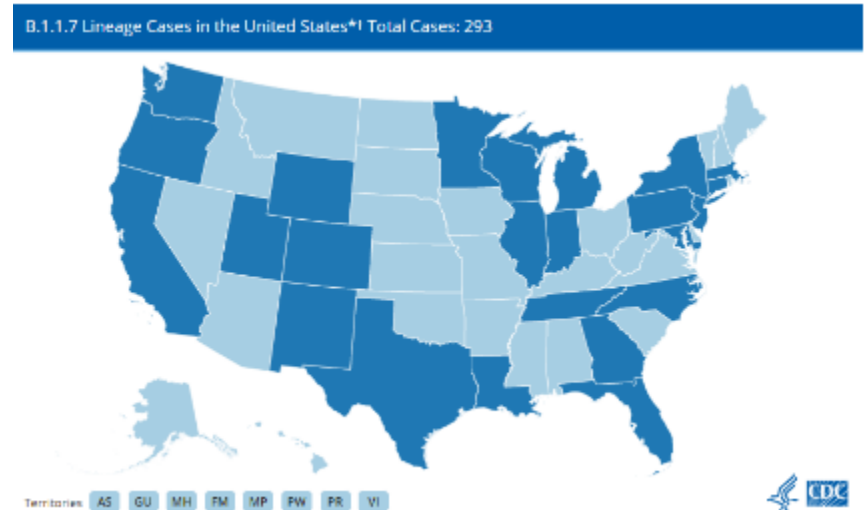 B.1.1.7 Lineage Cases in the United States*† Total Cases: 293
Territories AS GU MH FM MP PW PR VI
CDC